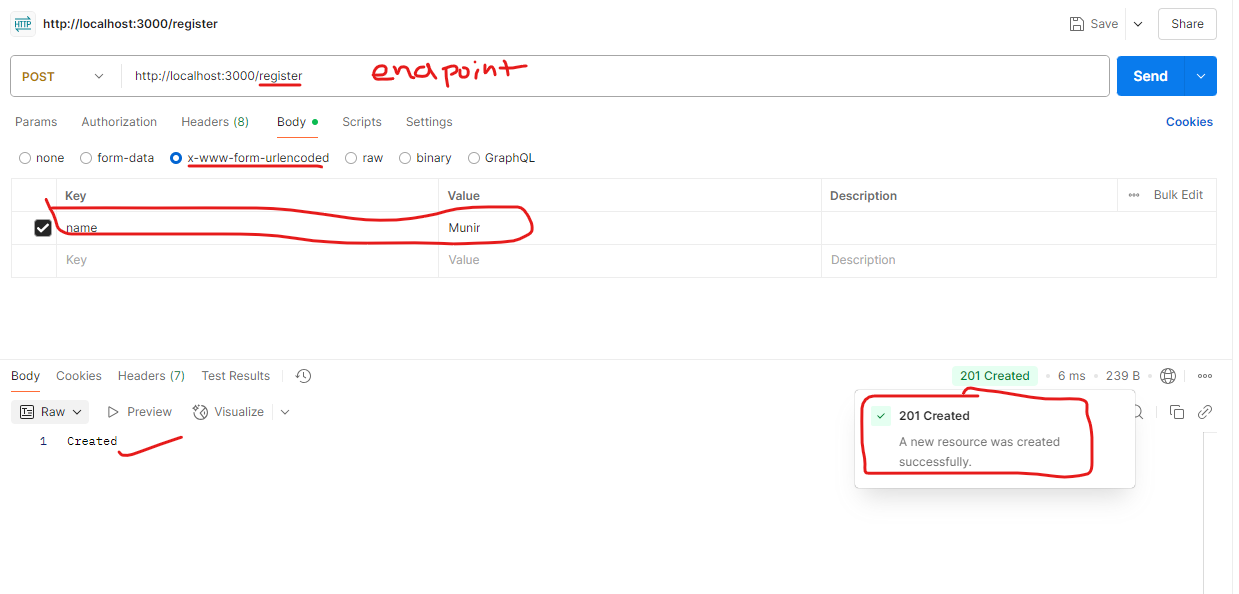 HTTP http://localhost:3000/register Save Share
POST http://localhost:3000/register endpoint Send
Params Authorization Headers (8) Body Scripts Settings Cookies
none form-data x-www-form-urlencoded raw binary GraphQL
Key Value Description Bulk Edit
name Munir
Key Value Description
Body Cookies Headers (7) Test Results 201 Created 6 ms 239 B
Raw Preview Visualize
201 Created
1 Created
A new resource was created
successfully.